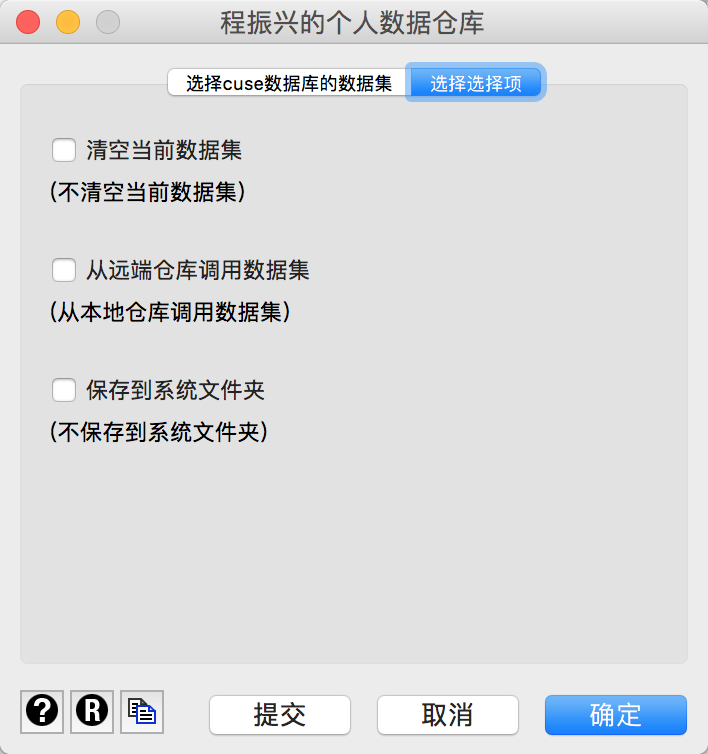 程振兴的个人数据仓库
选择cuse数据库的数据集 选择选择项
清空当前数据集
(不清空当前数据集)
从远端仓库调用数据集
(从本地仓库调用数据集)
保存到系统文件夹
(不保存到系统文件夹)
? R 提交 取消 确定